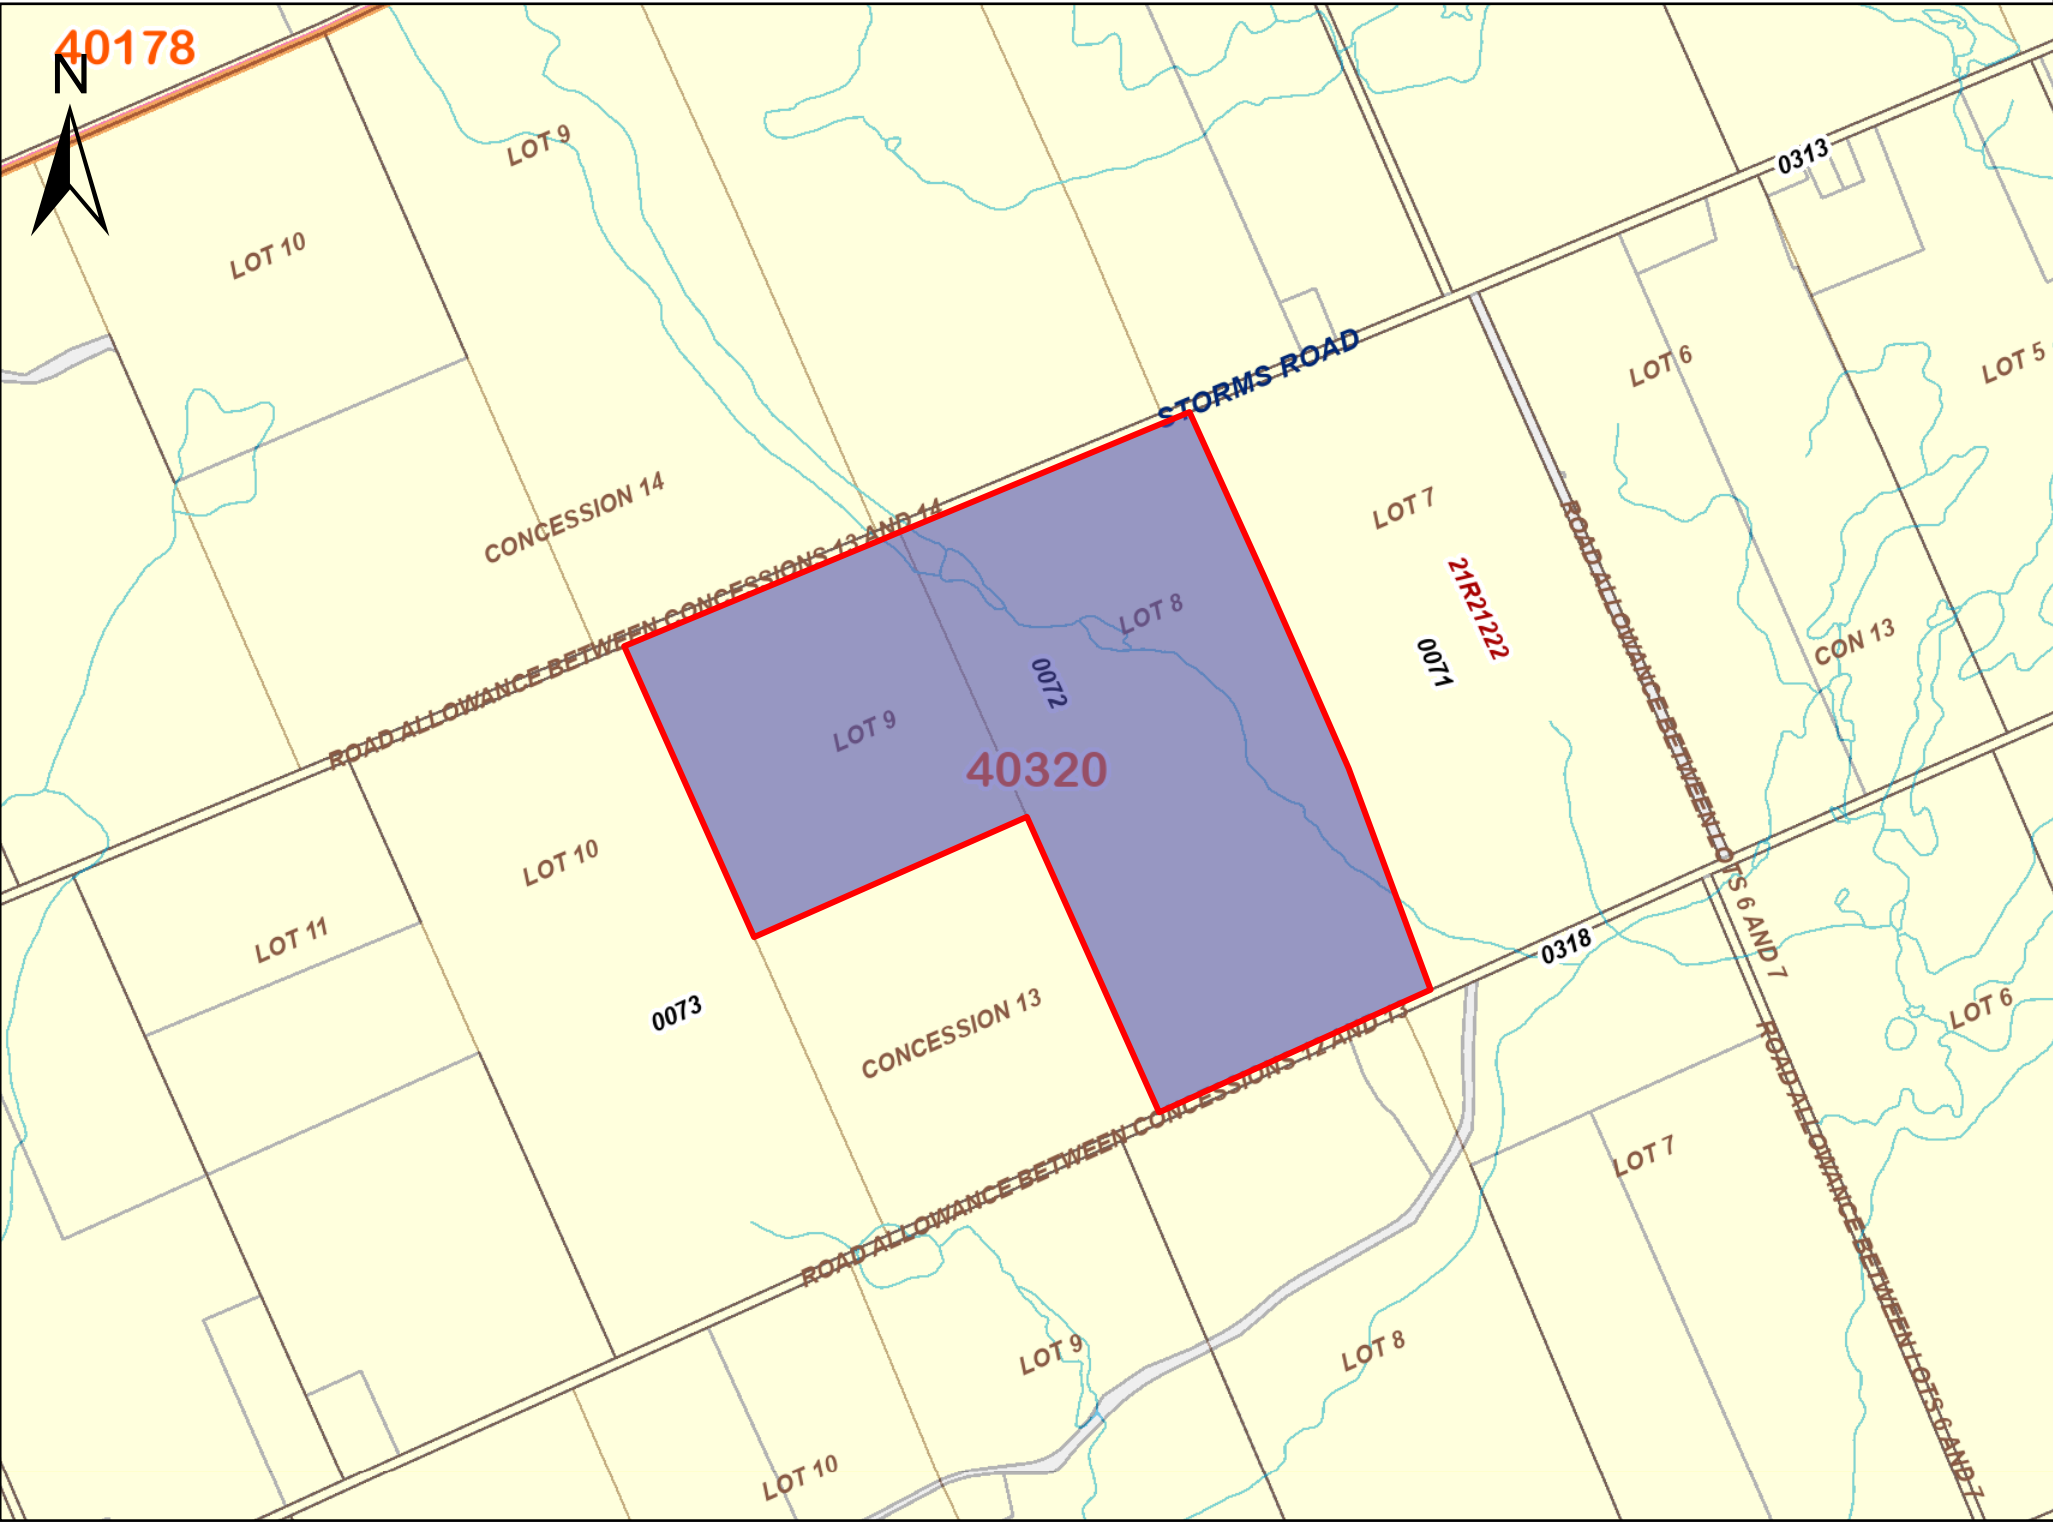 40178
N
LOT 9
0313
LOT 10
STORMS ROAD
LOT 6
LOT 5
CONCESSION 14
LOT 7
ROAD ALLOWANCE BETWEEN CONCESSIONS 13 AND 14
ROAD ALLOWANCE BETWEEN LOTS 6 AND 7
21R21222
LOT 8
0071
CON 13
0072
LOT 9
40320
LOT 10
LOT 11
0318
0073
CONCESSION 13
LOT 6
ROAD ALLOWANCE BETWEEN CONCESSIONS 12 AND 13
ROAD ALLOWANCE BETWEEN LOTS 6 AND 7
LOT 7
LOT 9
LOT 8
LOT 10